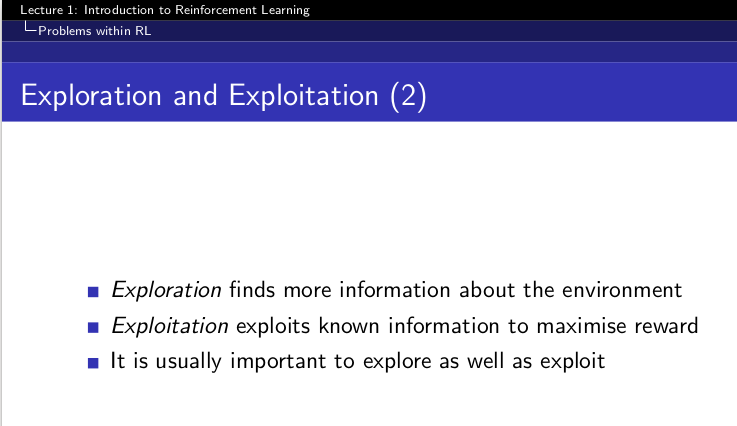 Lecture 1: Introduction to Reinforcement Learning
Problems within RL
Exploration and Exploitation (2)
Exploration finds more information about the environment
Exploitation exploits known information to maximise reward
It is usually important to explore as well as exploit